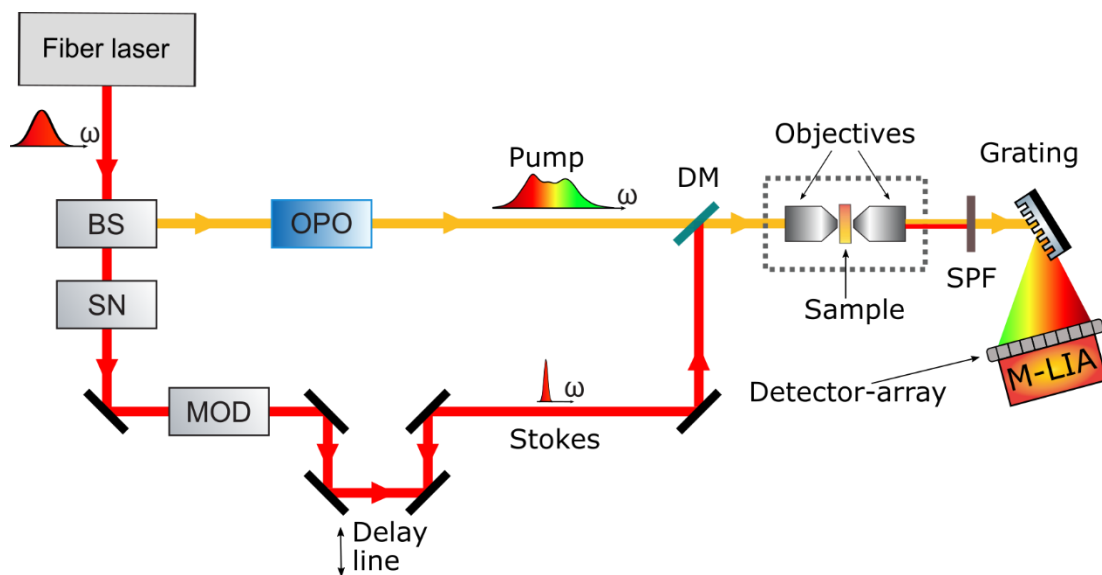 Fiber laser
ω
Pump
ω
Objectives
Grating
DM
BS
OPO
SN
SPF
Sample
MOD
ω
Stokes
Detector-array
M-LIA
Delay
line